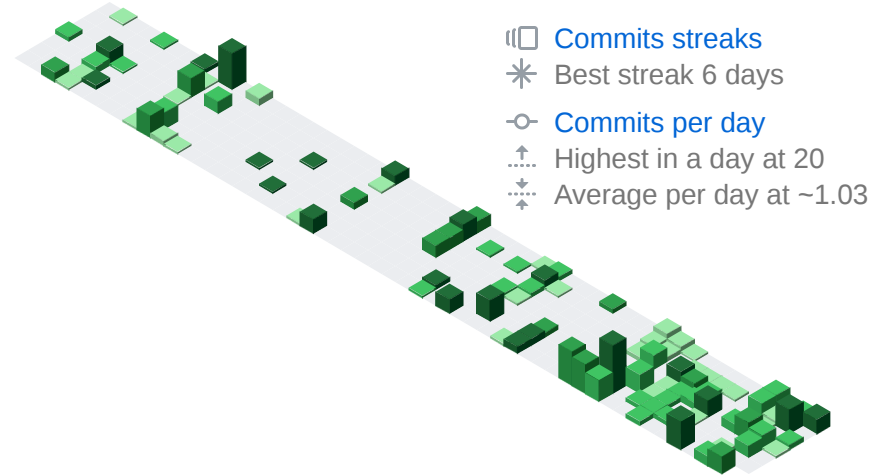 Commits streaks
Best streak 6 days
Commits per day
Highest in a day at 20
Average per day at ~1.03